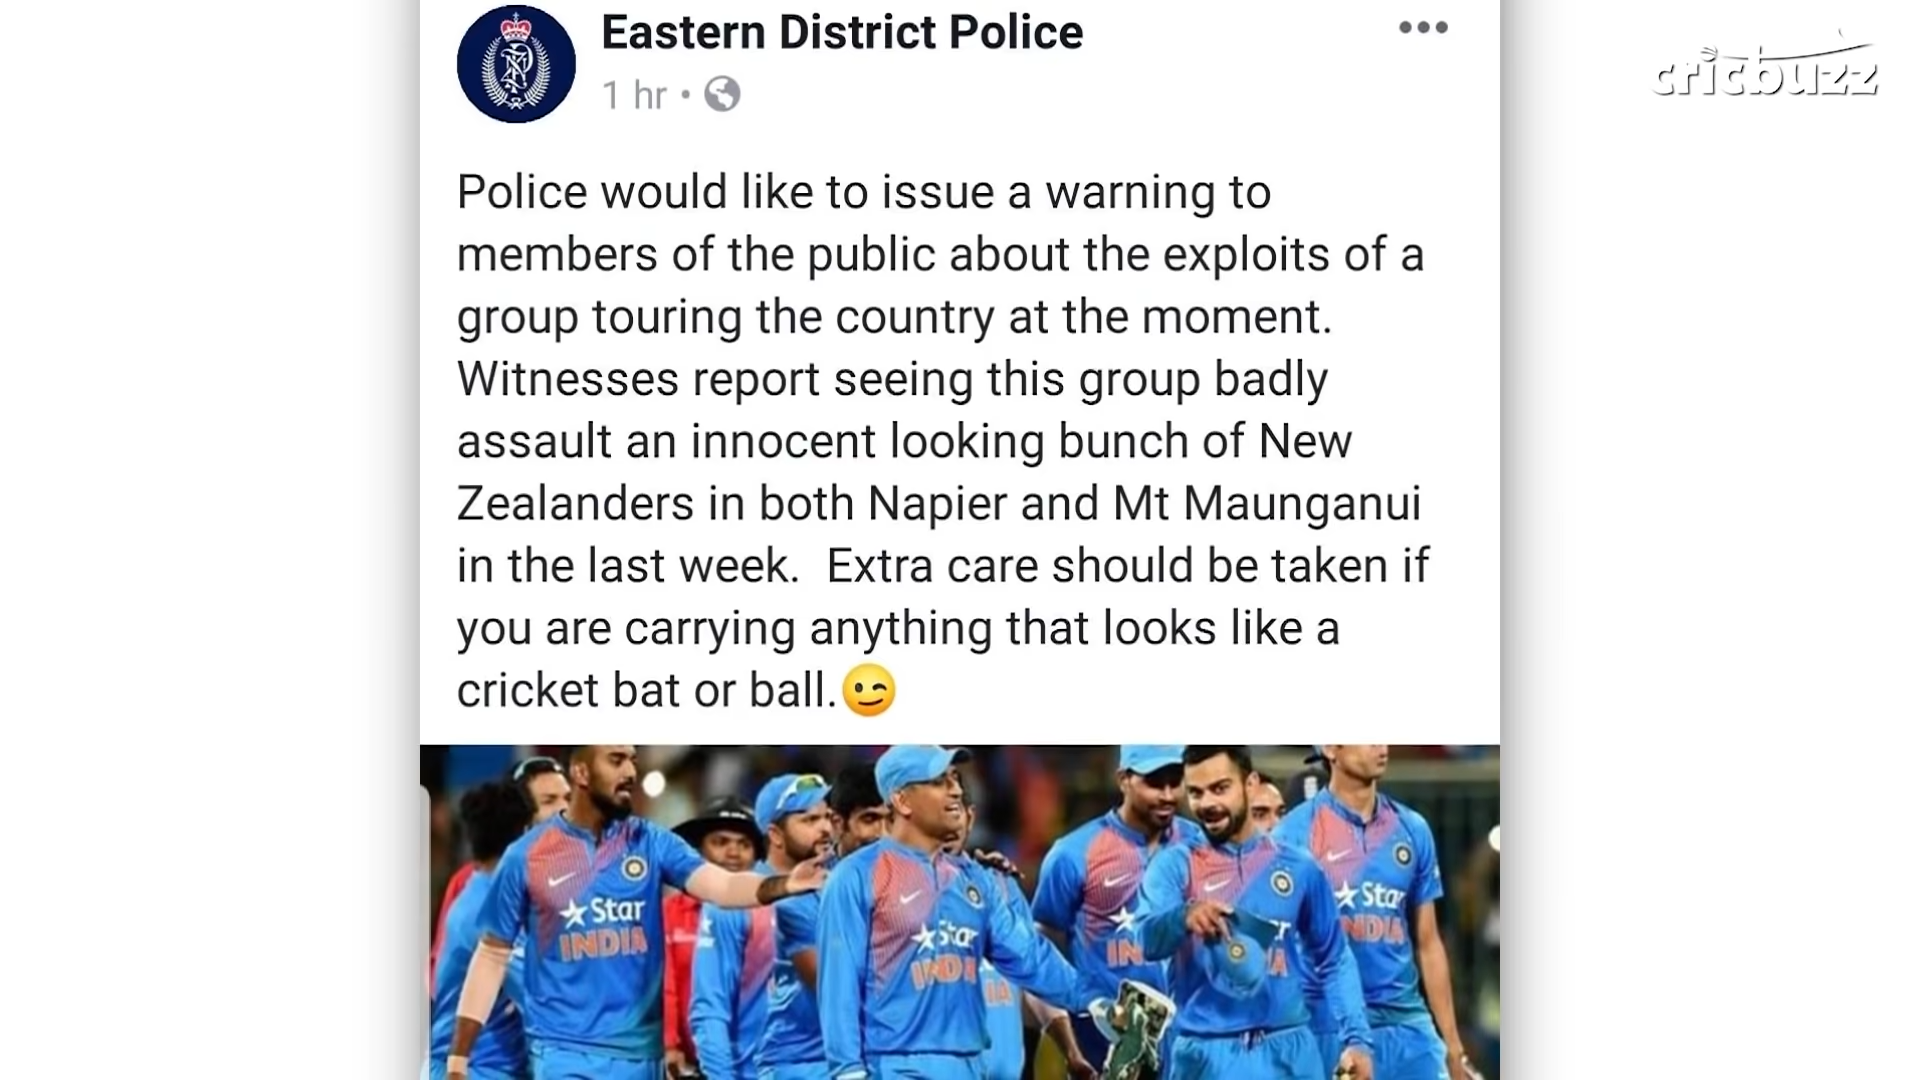 Eastern District Police
1 hr •
cricbuzz
Police would like to issue a warning to
members of the public about the exploits of a
group touring the country at the moment.
Witnesses report seeing this group badly
assault an innocent looking bunch of New
Zealanders in both Napier and Mt Maunganui
in the last week. Extra care should be taken if
you are carrying anything that looks like a
cricket bat or ball.😉
Star
INDIA
Star
INDI
IA
IN
A
Star
INDIA